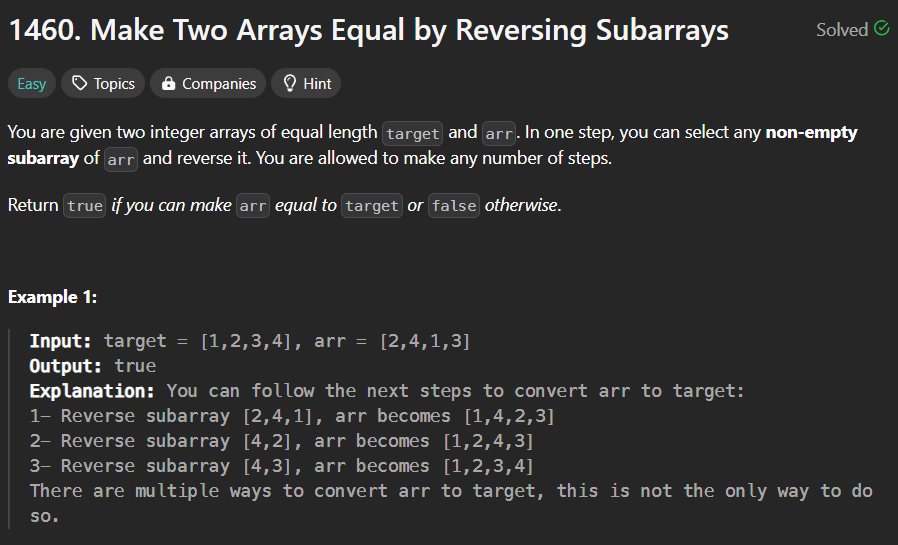 1460. Make Two Arrays Equal by Reversing Subarrays
Solved
Easy Topics Companies Hint
You are given two integer arrays of equal length target and arr. In one step, you can select any non-empty
subarray of arr and reverse it. You are allowed to make any number of steps.
Return true if you can make arr equal to target or false otherwise.
Example 1:
Input: target = [1,2,3,4], arr = [2,4,1,3]
Output: true
Explanation: You can follow the next steps to convert arr to target:
1- Reverse subarray [2,4,1], arr becomes [1,4,2,3]
2- Reverse subarray [4,2], arr becomes [1,2,4,3]
3- Reverse subarray [4,3], arr becomes [1,2,3,4]
There are multiple ways to convert arr to target, this is not the only way to do
so.